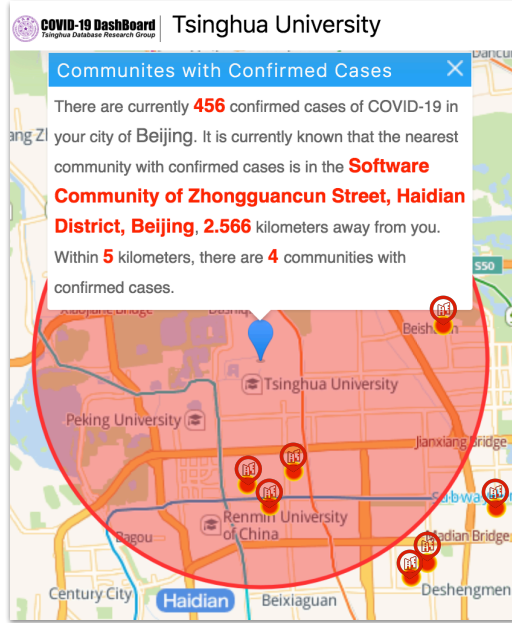 COVID-19 DashBoard
Tsinghua Database Research Group
Tsinghua University
Communites with Confirmed Cases
There are currently 456 confirmed cases of COVID-19 in
your city of Beijing. It is currently known that the nearest
community with confirmed cases is in the Software
Community of Zhongguancun Street, Haidian
District, Beijing, 2.566 kilometers away from you.
Within 5 kilometers, there are 4 communities with
confirmed cases.
S50
Tsinghua University
Peking University
Jianxiang Bridge
Subway
Renmin University
of China
Madian Bridge
Bagou
Century City
Haidian
Beixiaguan
Deshengmen